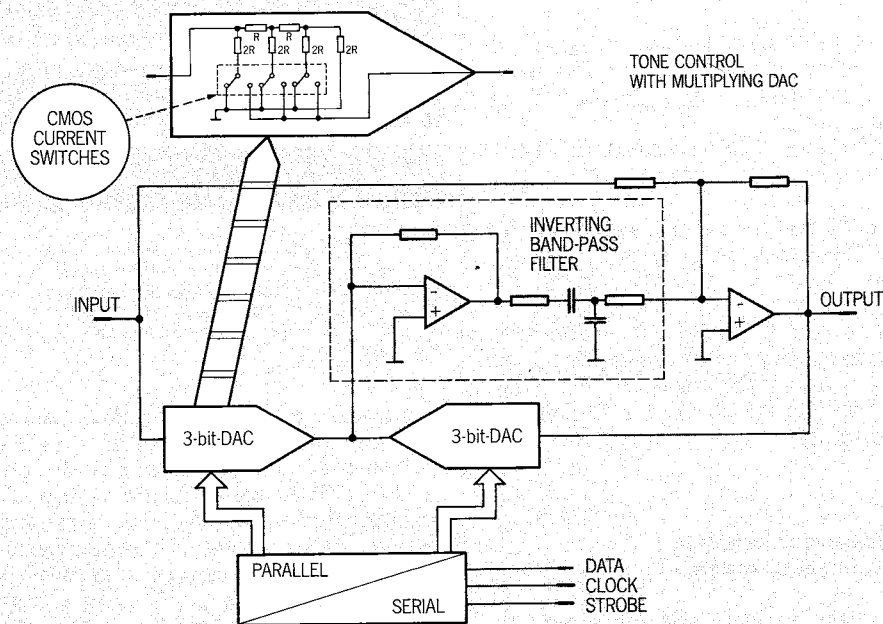 R
R
2R
2R
2R
2R
TONE CONTROL
WITH MULTIPLYING DAC
CMOS
CURRENT
SWITCHES
INVERTING
BAND-PASS
FILTER
-
+
-
+
INPUT
OUTPUT
3-bit-DAC
3-bit-DAC
PARALLEL
SERIAL
DATA
CLOCK
STROBE